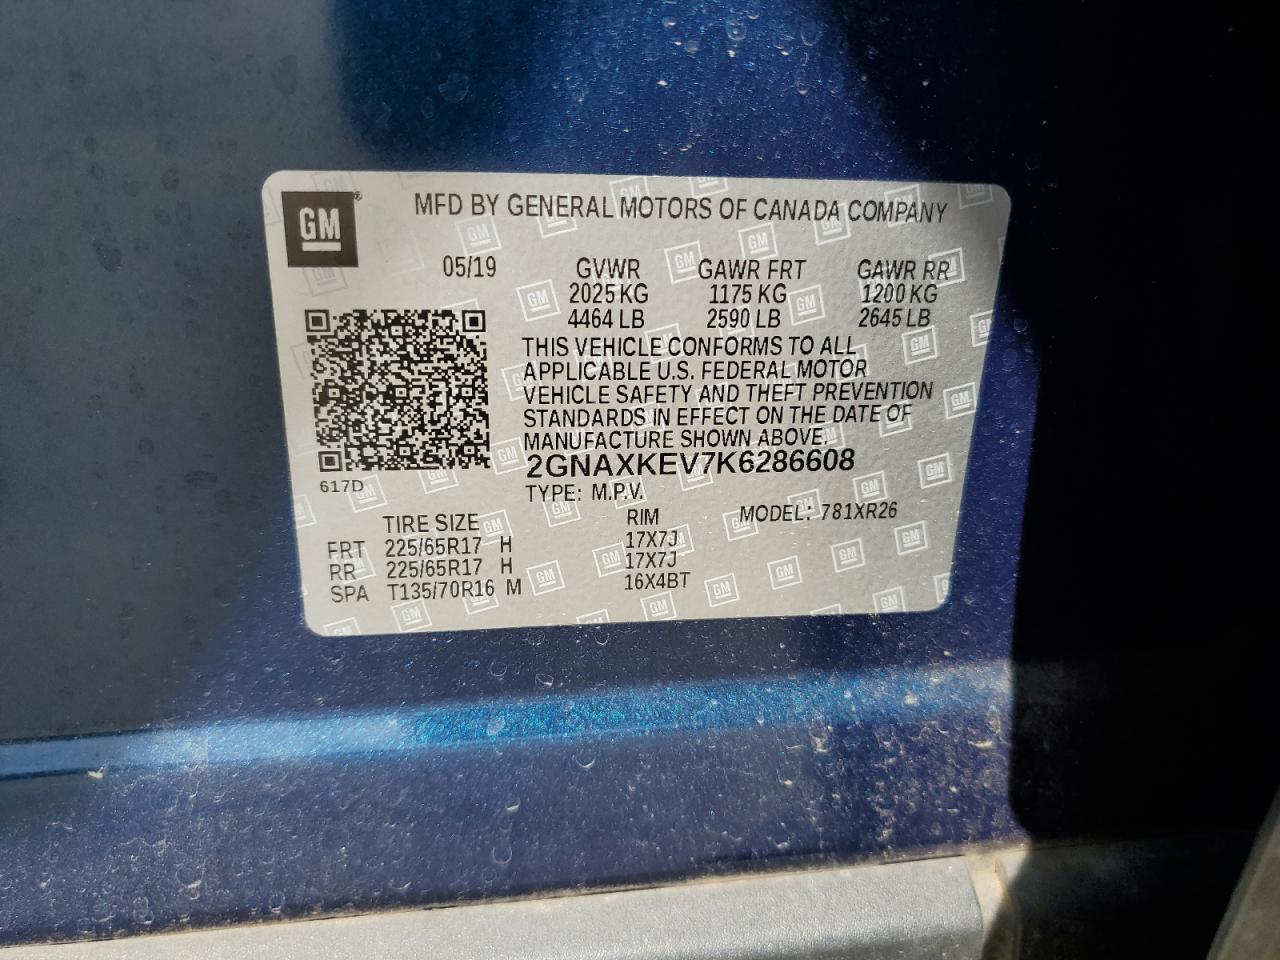 GM
MFD BY GENERAL MOTORS OF CANADA COMPANY
05/19 GVWR GAWR FRT GAWR RR
2025 KG 1175 KG 1200 KG
4464 LB 2590 LB 2645 LB
THIS VEHICLE CONFORMS TO ALL
APPLICABLE U.S. FEDERAL MOTOR
VEHICLE SAFETY AND THEFT PREVENTION
STANDARDS IN EFFECT ON THE DATE OF
MANUFACTURE SHOWN ABOVE.
2GNAXKEV7K6286608
617D
TYPE: M.P.V.
TIRE SIZE RIM MODEL: 781XR26
FRT 225/65R17 H 17X7J
RR 225/65R17 H 17X7J
SPA T135/70R16 M 16X4BT